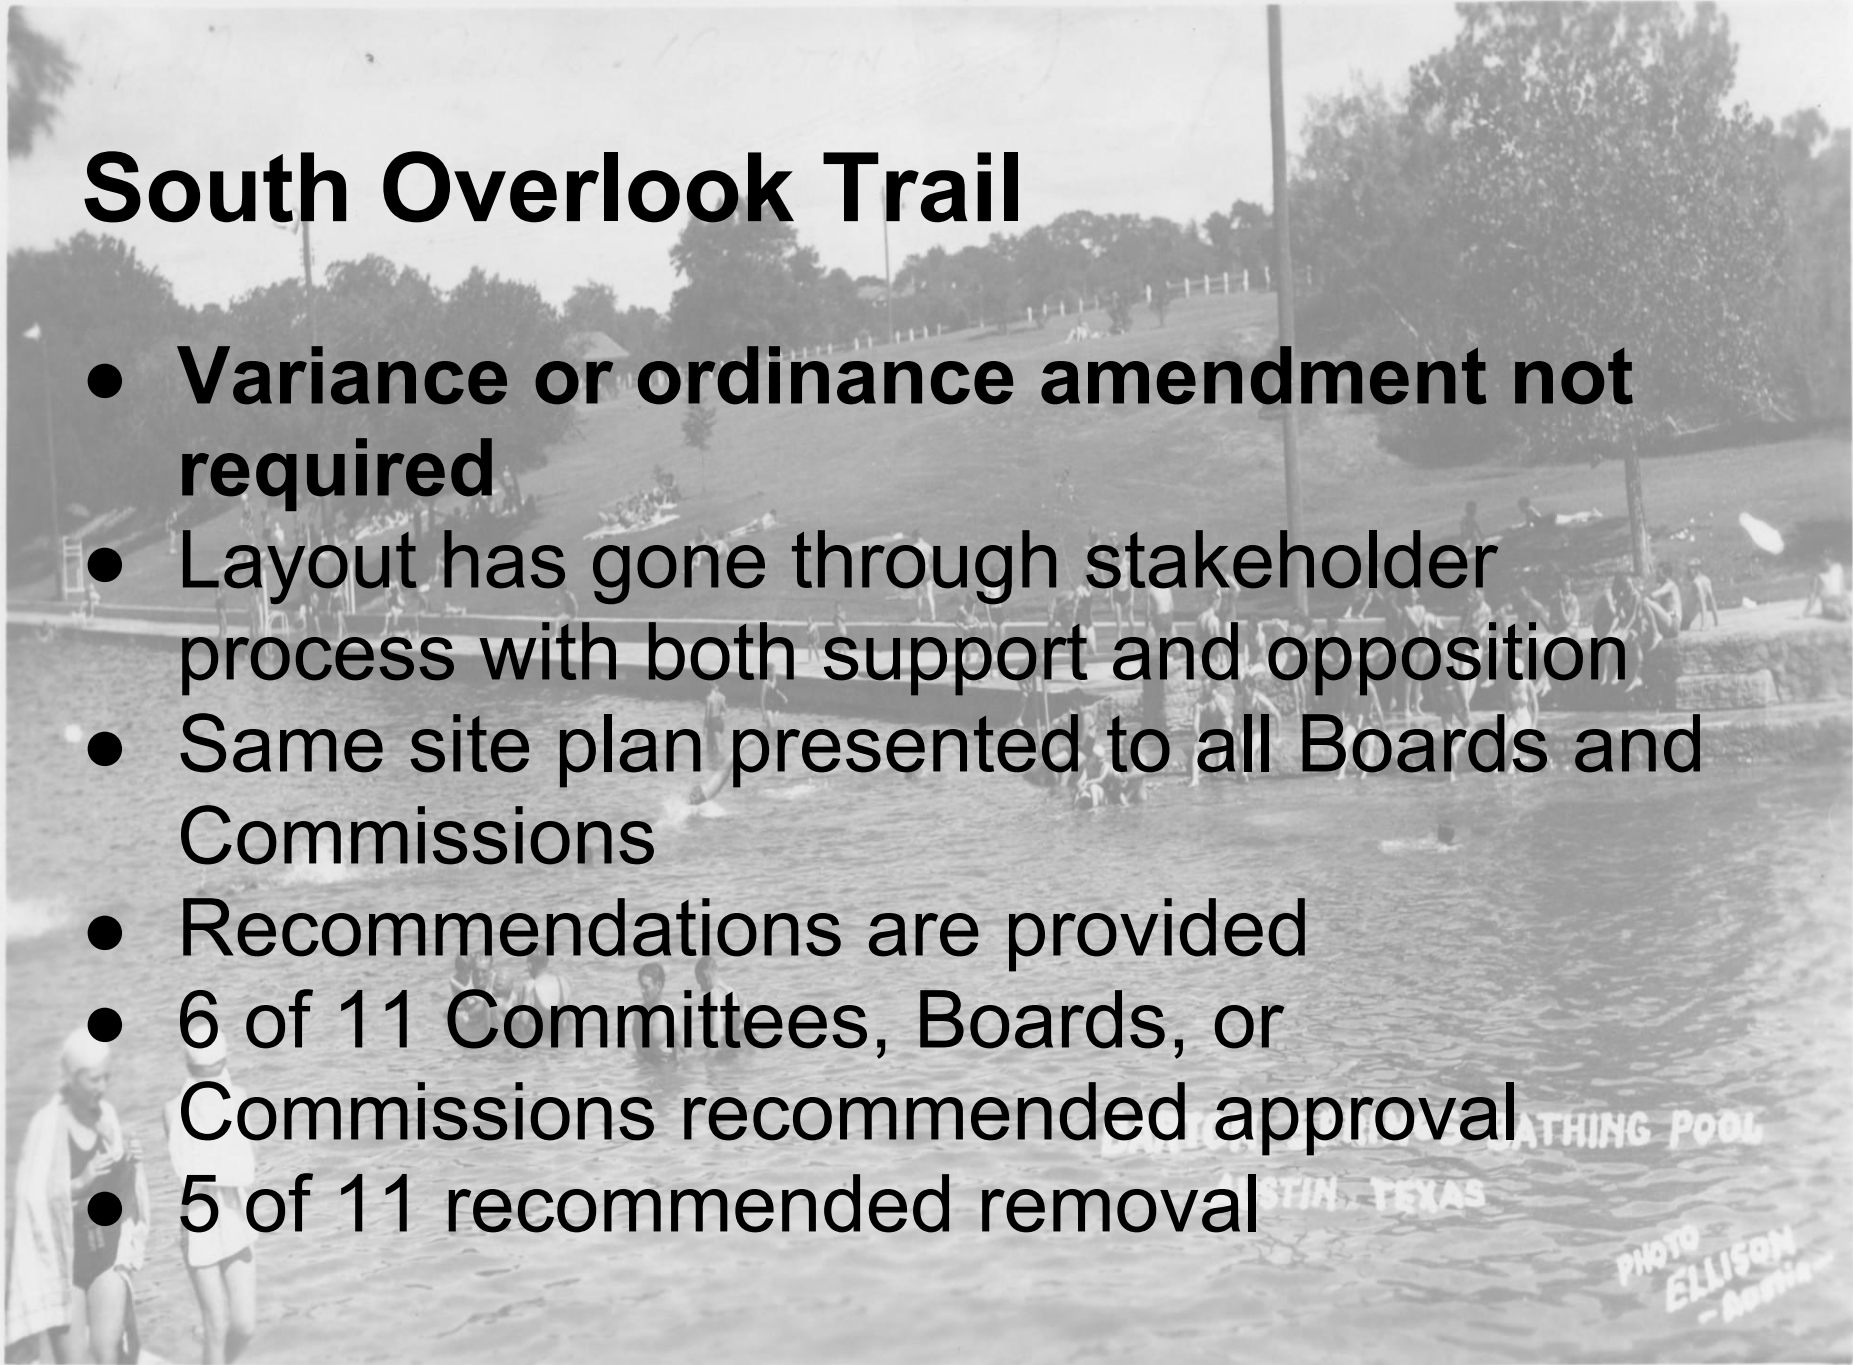 South Overlook Trail
● Variance or ordinance amendment not
required
● Layout has gone through stakeholder
process with both support and opposition
● Same site plan presented to all Boards and
Commissions
● Recommendations are provided
● 6 of 11 Committees, Boards, or
Commissions recommended approval
● 5 of 11 recommended removal
POOL
TEXAS
PHOTO
ELLISON
- Austin -